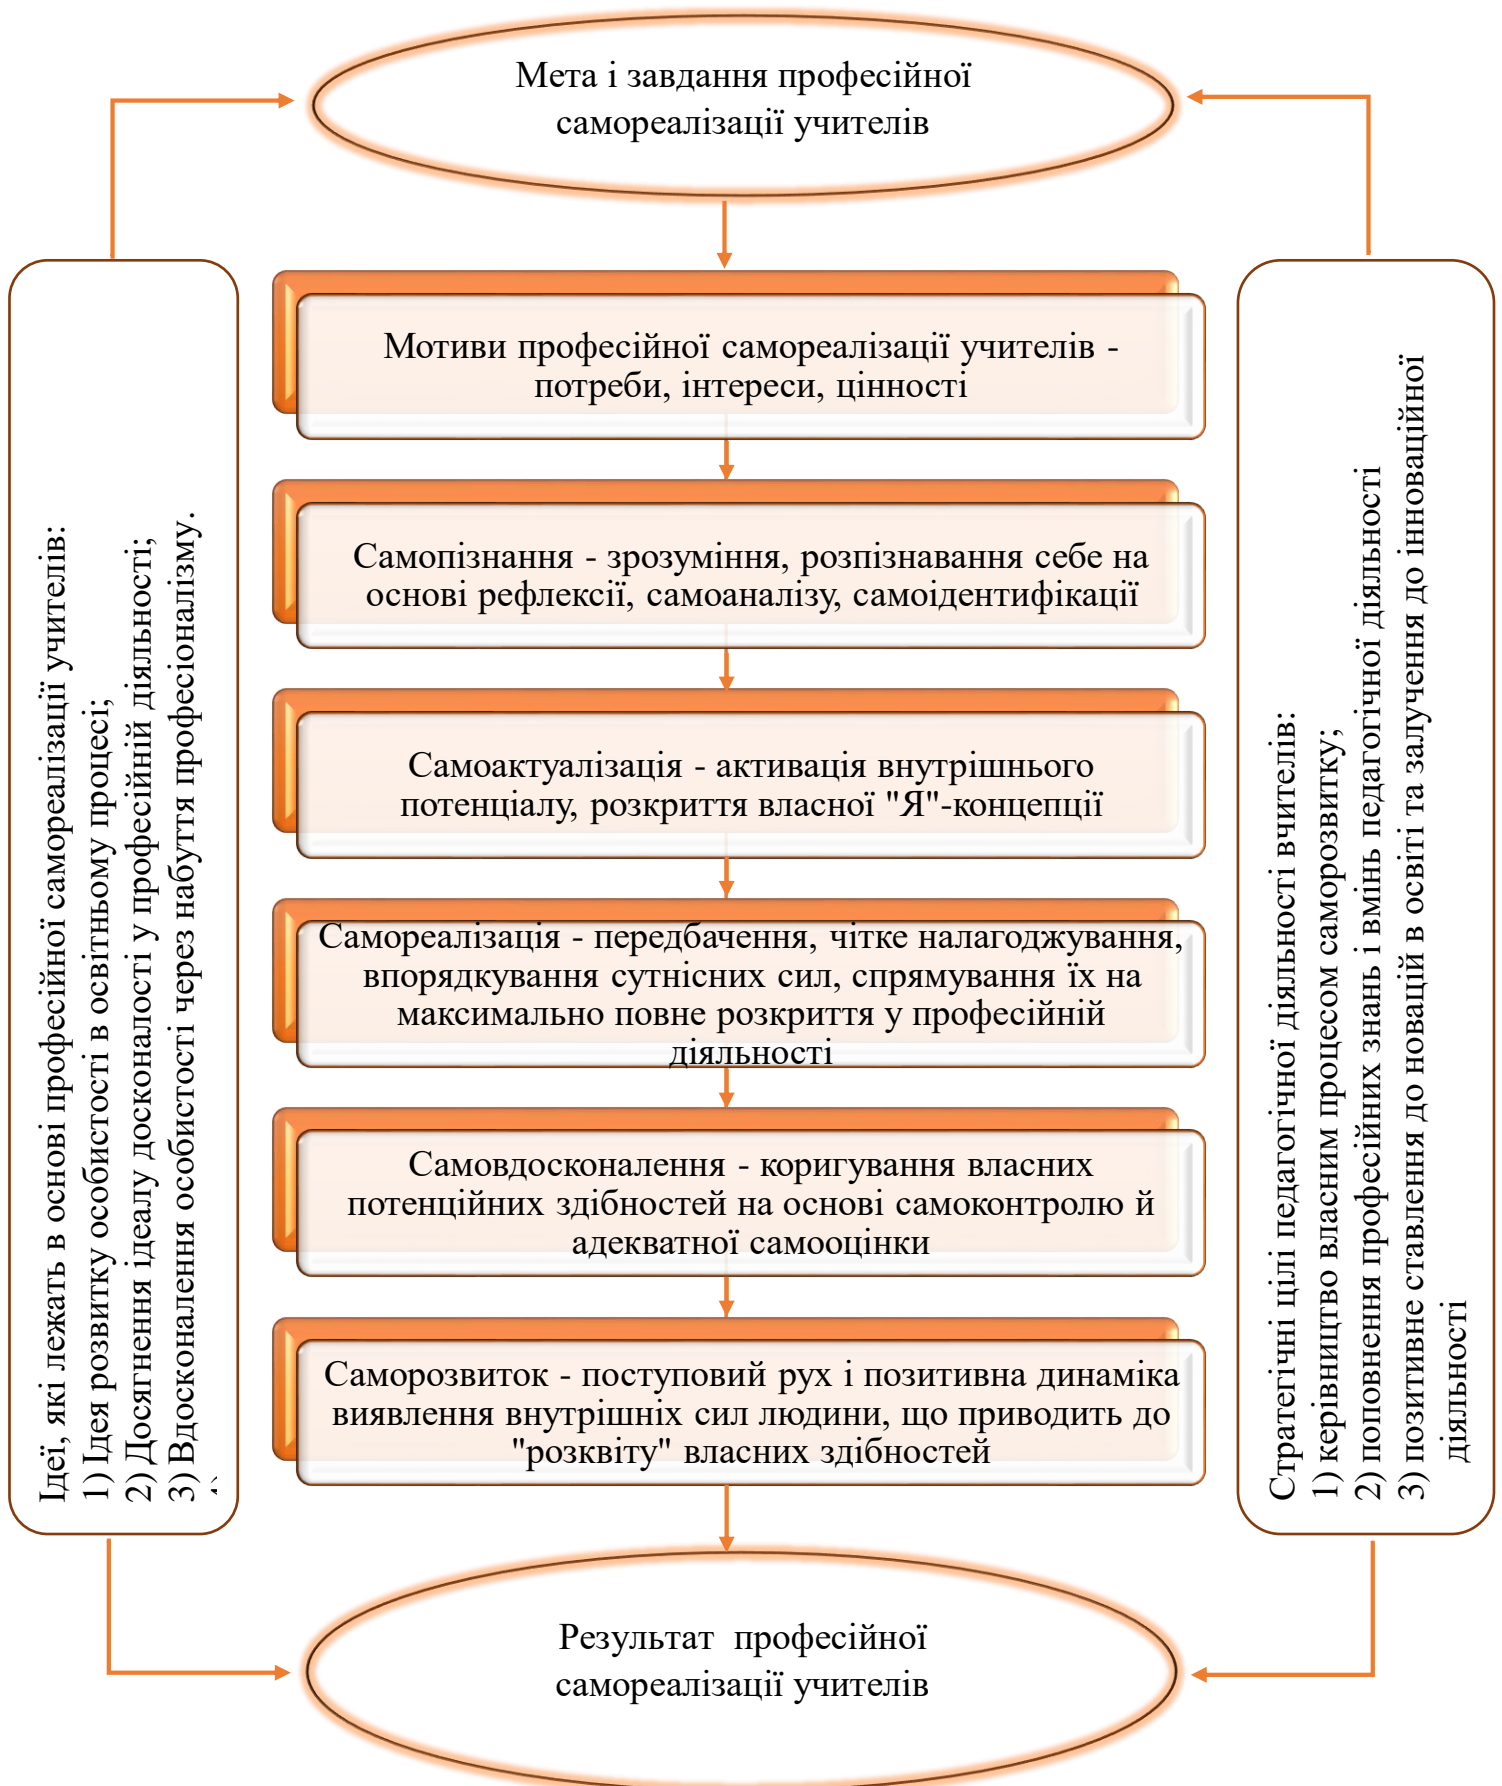 Мета і завдання професійної
самореалізації учителів
Ідеї, які лежать в основі професійної самореалізації учителів:
1) Ідея розвитку особистості в освітньому процесі;
2) Досягнення ідеалу досконалості у професійній діяльності;
3) Вдосконалення особистості через набуття професіоналізму.
Мотиви професійної самореалізації учителів -
потреби, інтереси, цінності
Самопізнання - зрозуміння, розпізнавання себе на
основі рефлексії, самоаналізу, самоідентифікації
Самоактуалізація - активація внутрішнього
потенціалу, розкриття власної "Я"-концепції
Самореалізація - передбачення, чітке налагоджування,
впорядкування сутнісних сил, спрямування їх на
максимально повне розкриття у професійній
діяльності
Самовдосконалення - коригування власних
потенційних здібностей на основі самоконтролю й
адекватної самооцінки
Саморозвиток - поступовий рух і позитивна динаміка
виявлення внутрішніх сил людини, що приводить до
"розквіту" власних здібностей
Стратегічні цілі педагогічної діяльності вчителів:
1) керівництво власним процесом саморозвитку;
2) поповнення професійних знань і вмінь педагогічної діяльності
3) позитивне ставлення до новацій в освіті та залучення до інноваційної
діяльності
Результат професійної
самореалізації учителів